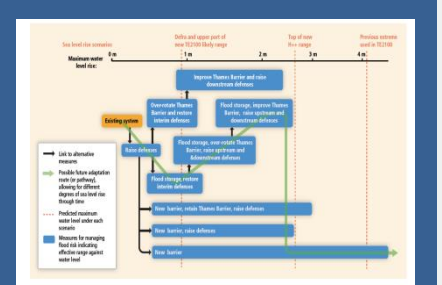 Sea level rise scenarios:
Defra and upper part of
new TE2100 likely range
Top of new
H++ range
Previous extreme
used in TE2100
Maximum water
level rise:
0 m
1 m
2 m
3 m
4 m
Improve Thames Barrier and raise
downstream defences
Over-rotate Thames
Barrier and restore
interim defences
Flood storage, improve Thames
Barrier, raise upstream and
downstream defences
Existing system
Raise defences
Flood storage, over-rotate Thames
Barrier, raise upstream and
downstream defences
Flood storage, restore
interim defences
New barrier, retain Thames Barrier, raise defences
New barrier, raise defences
New barrier
Link to alternative
measures
Possible future adaptation
route (or pathway),
allowing for different
degrees of sea level rise
through time
Predicted maximum
water level under each
scenario
Measures for managing
flood risk indicating
effective range against
water level